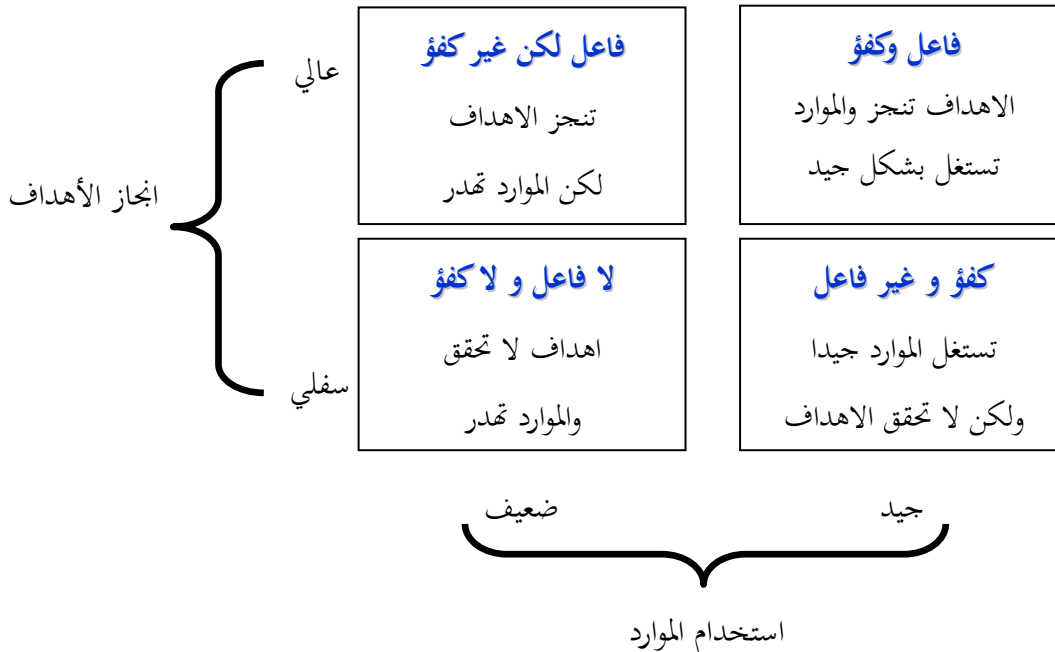 فاعل وكفؤ
الاهداف تنجز والموارد
تستغل بشكل جيد
فاعل لكن غير كفؤ
تنجز الاهداف
لكن الموارد تهدر
عالي
انجاز الأهداف
كفؤ و غير فاعل
تستغل الموارد جيدا
ولكن لا تحقق الاهداف
لا فاعل و لا كفؤ
اهداف لا تحقق
والموارد تهدر
سفلي
جيد
ضعيف
استخدام الموارد